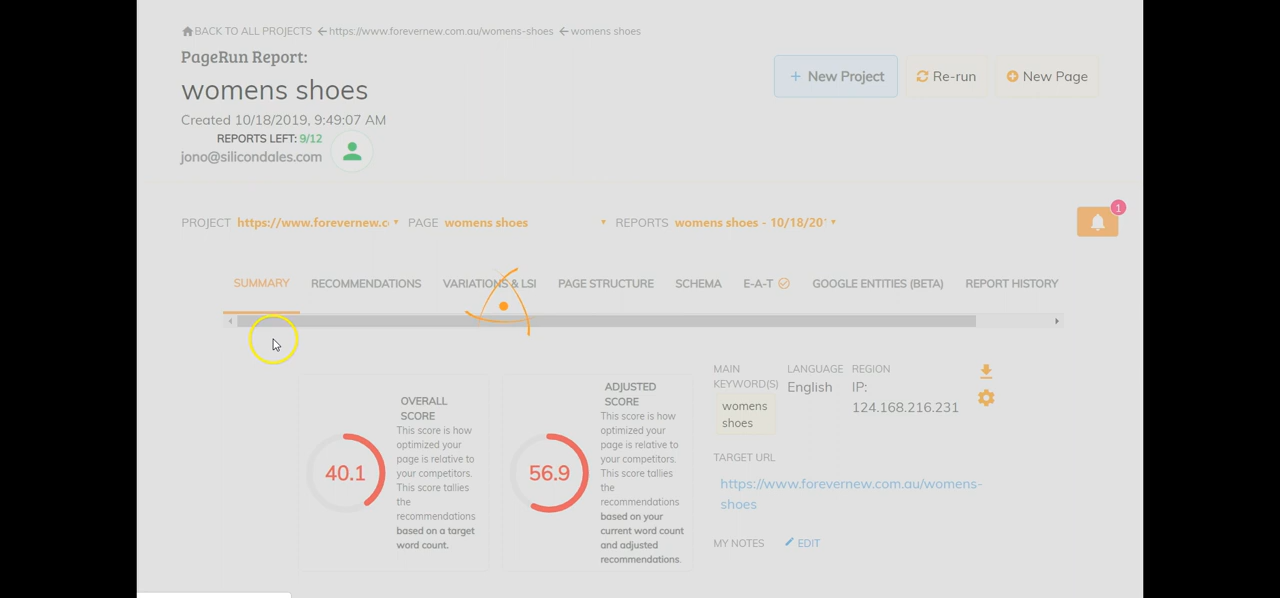 BACK TO ALL PROJECTS https://www.forevernew.com.au/womens-shoes womens shoes
PageRun Report:
womens shoes
Created 10/18/2019, 9:49:07 AM
REPORTS LEFT: 9/12
jono@silicondales.com
+ New Project
Re-run
New Page
PROJECT https://www.forevernew.c PAGE womens shoes REPORTS womens shoes - 10/18/20
1
SUMMARY RECOMMENDATIONS VARIATIONS & LSI PAGE STRUCTURE SCHEMA E-A-T GOOGLE ENTITIES (BETA) REPORT HISTORY
40.1
OVERALL
SCORE
This score is how
optimized your
page is relative to
your competitors.
This score tallies
the
recommendations
based on a target
word count.
56.9
ADJUSTED
SCORE
This score is how
optimized your
page is relative to
your competitors.
This score tallies
the
recommendations
based on your
current word count
and adjusted
recommendations.
MAIN
KEYWORD(S)
womens
shoes
LANGUAGE
English
REGION
IP:
124.168.216.231
TARGET URL
https://www.forevernew.com.au/womens-
shoes
MY NOTES EDIT